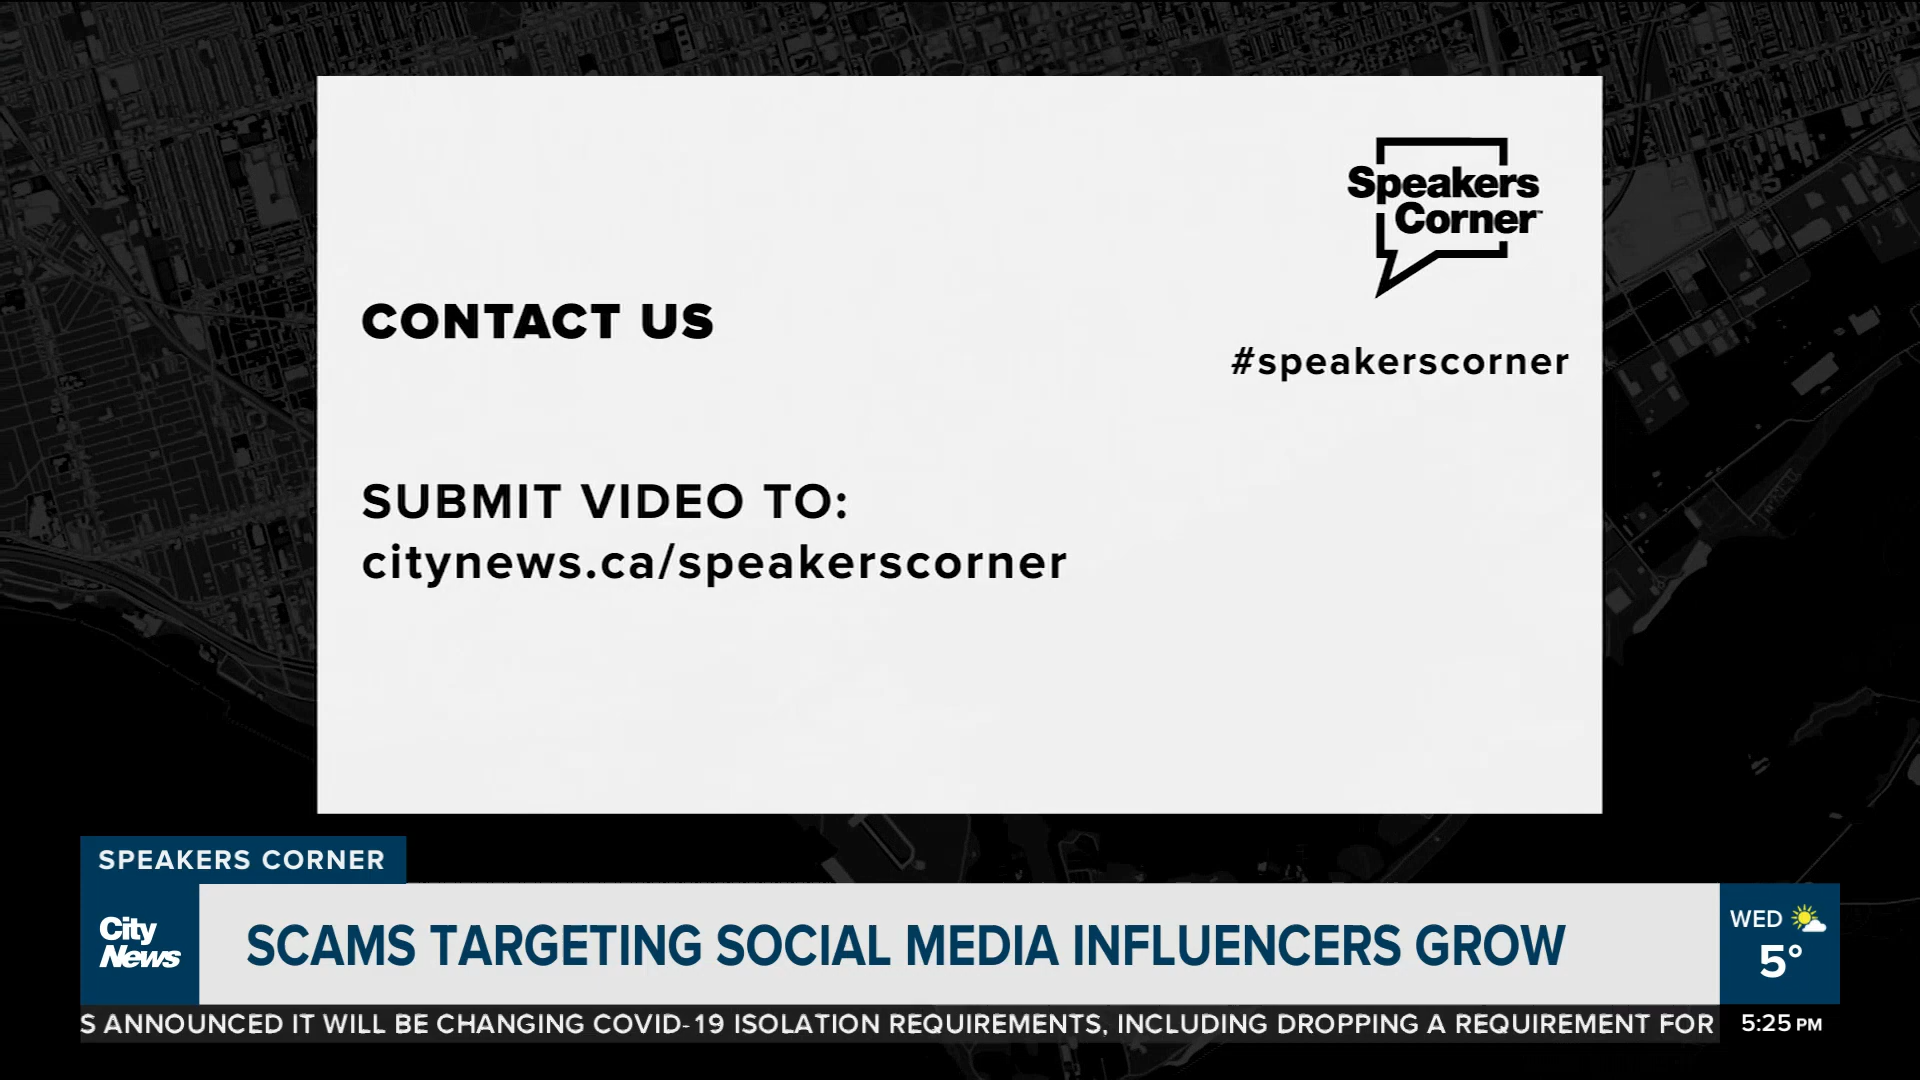 Speakers
Corner™
CONTACT US
#speakerscorner
SUBMIT VIDEO TO:
citynews.ca/speakerscorner
SPEAKERS CORNER
City
News
SCAMS TARGETING SOCIAL MEDIA INFLUENCERS GROW
WED
5°
S ANNOUNCED IT WILL BE CHANGING COVID-19 ISOLATION REQUIREMENTS, INCLUDING DROPPING A REQUIREMENT FOR
5:25 PM